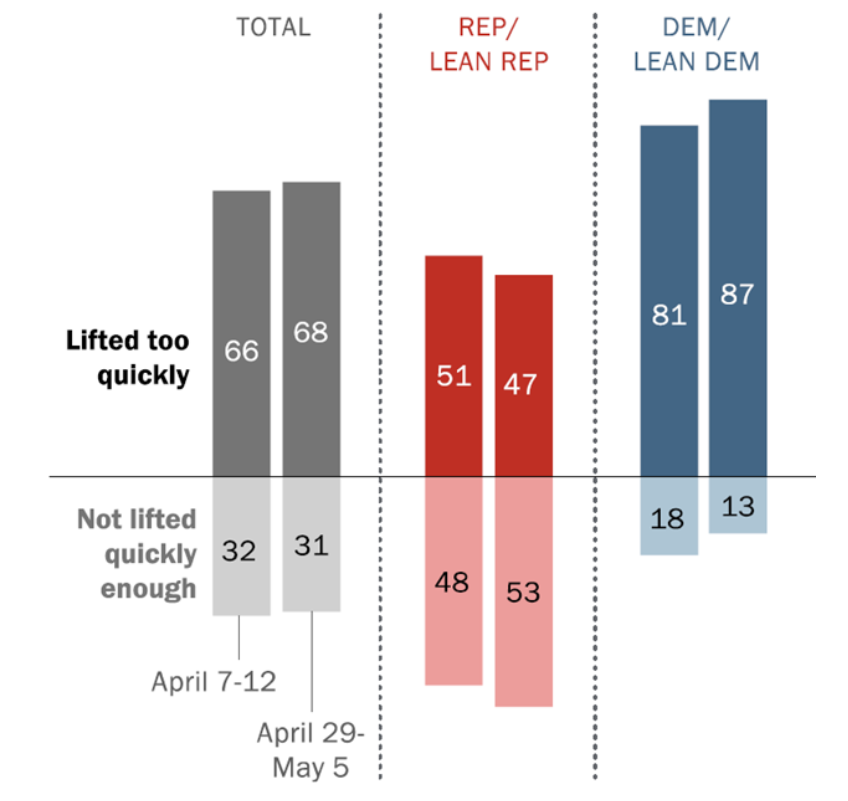 TOTAL
REP/
LEAN REP
DEM/
LEAN DEM
Lifted too
quickly
66
68
51
47
81
87
Not lifted
quickly
enough
32
31
48
53
18
13
April 7-12
April 29-
May 5